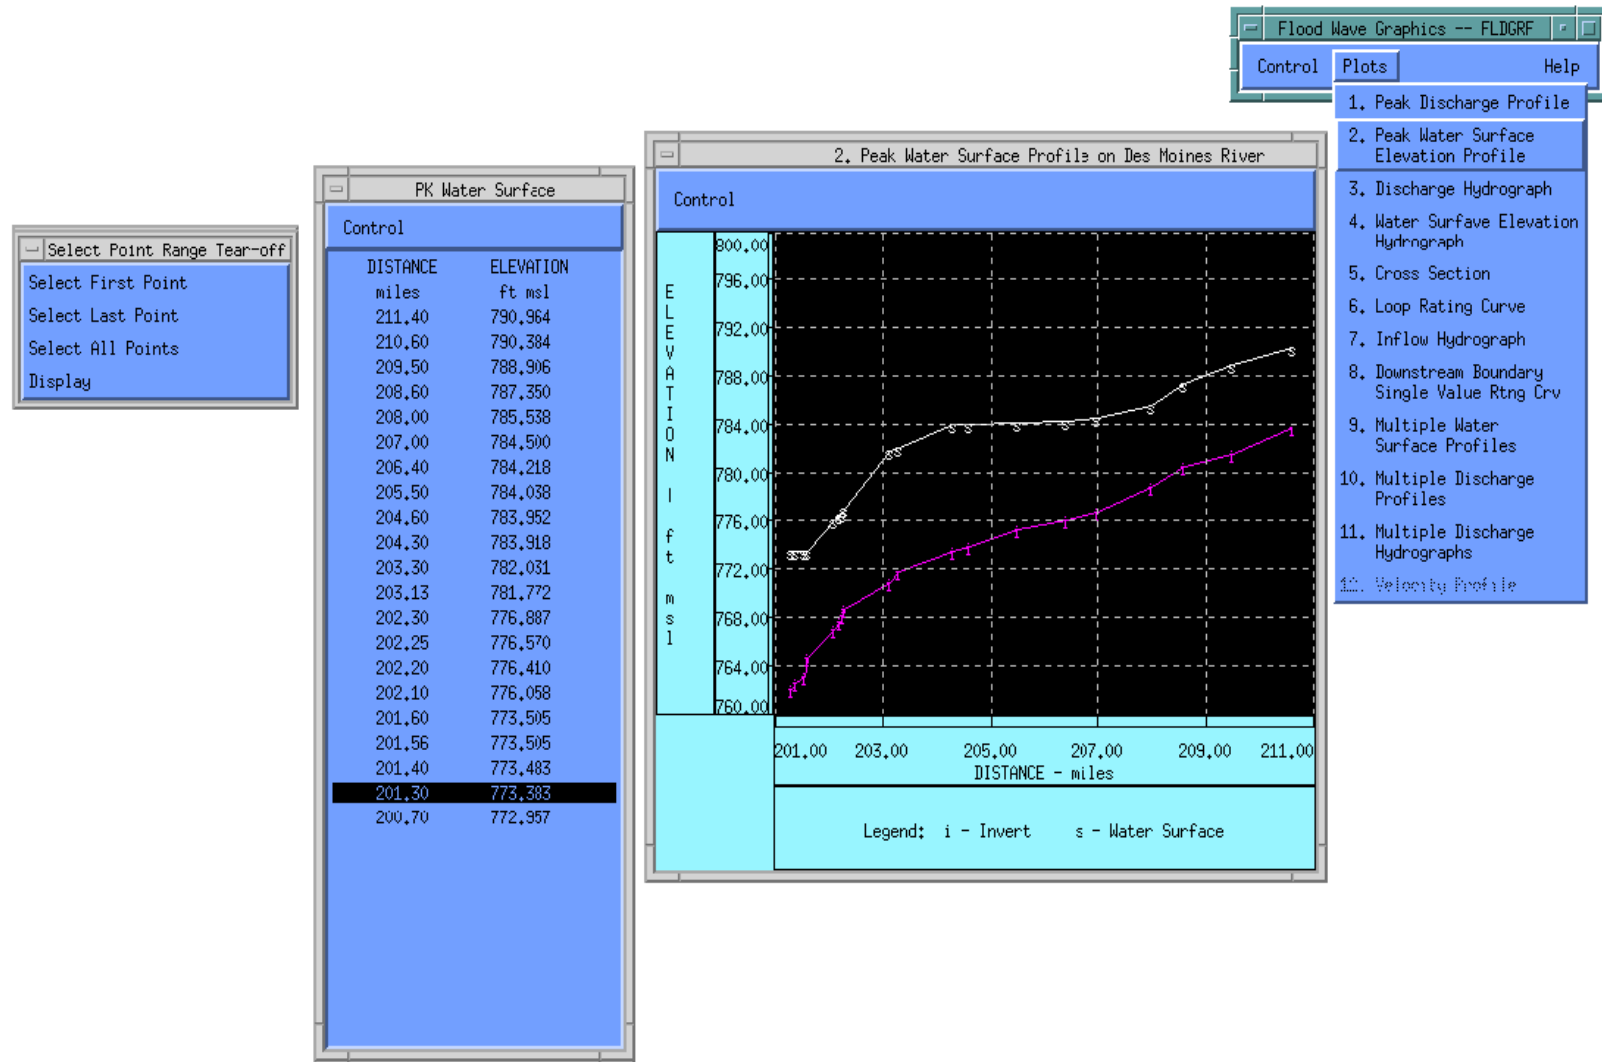 Flood Wave Graphics -- FLDGRF
Control Plots Help
1. Peak Discharge Profile
2. Peak Water Surface
Elevation Profile
3. Discharge Hydrograph
4. Water Surfave Elevation
Hydrograph
5. Cross Section
6. Loop Rating Curve
7. Inflow Hydrograph
8. Downstream Boundary
Single Value Rtng Crv
9. Multiple Water
Surface Profiles
10. Multiple Discharge
Profiles
11. Multiple Discharge
Hydrographs
12. Velocity Profile
Select Point Range Tear-off
Select First Point
Select Last Point
Select All Points
Display
PK Water Surface
Control
DISTANCE ELEVATION
miles ft msl
211.40 790.964
210.60 790.384
209.50 788.906
208.60 787.350
208.00 785.538
207.00 784.500
206.40 784.218
205.50 784.038
204.60 783.952
204.30 783.918
203.30 782.031
203.13 781.772
202.30 776.887
202.25 776.570
202.20 776.410
202.10 776.058
201.60 773.505
201.56 773.505
201.40 773.483
201.30 773.383
200.70 772.957
2. Peak Water Surface Profile on Des Moines River
Control
ELEVATION | ft msl
800.00
796.00
792.00
788.00
784.00
780.00
776.00
772.00
768.00
764.00
760.00
201.00 203.00 205.00 207.00 209.00 211.00
DISTANCE - miles
Legend: i - Invert s - Water Surface